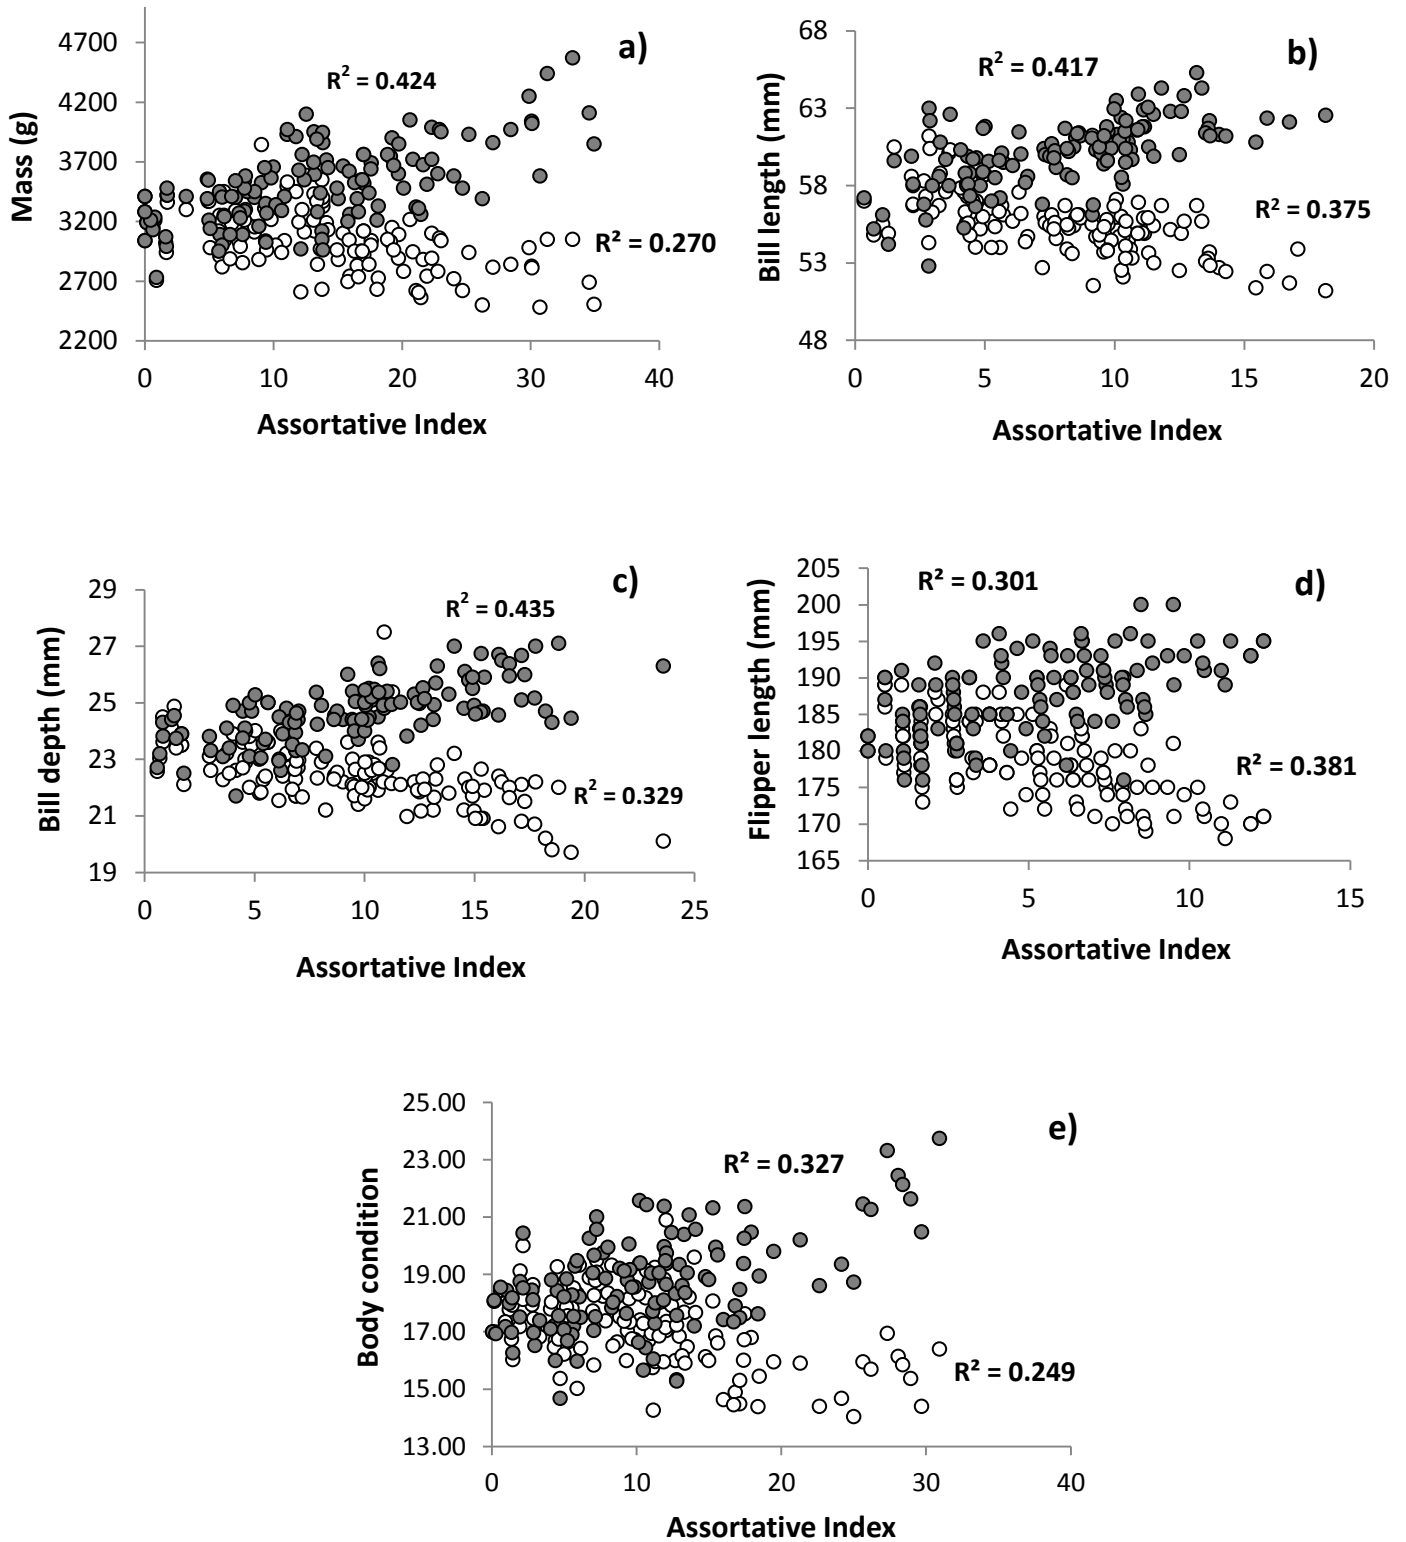 a)
R² = 0.424
R² = 0.270
Mass (g)
4700
4200
3700
3200
2700
2200
0 10 20 30 40
Assortative Index
b)
R² = 0.417
R² = 0.375
Bill length (mm)
68
63
58
53
48
0 5 10 15 20
Assortative Index
c)
R² = 0.435
R² = 0.329
Bill depth (mm)
29
27
25
23
21
19
0 5 10 15 20 25
Assortative Index
d)
R² = 0.301
R² = 0.381
Flipper length (mm)
205
200
195
190
185
180
175
170
165
0 5 10 15
Assortative Index
e)
R² = 0.327
R² = 0.249
Body condition
25.00
23.00
21.00
19.00
17.00
15.00
13.00
0 10 20 30 40
Assortative Index